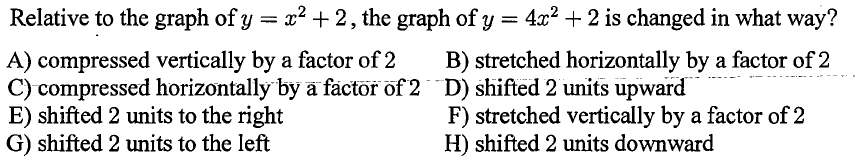 Relative to the graph of y = x² + 2, the graph of y = 4x² + 2 is changed in what way?
A) compressed vertically by a factor of 2 B) stretched horizontally by a factor of 2
C) compressed horizontally by a factor of 2 D) shifted 2 units upward
E) shifted 2 units to the right F) stretched vertically by a factor of 2
G) shifted 2 units to the left H) shifted 2 units downward